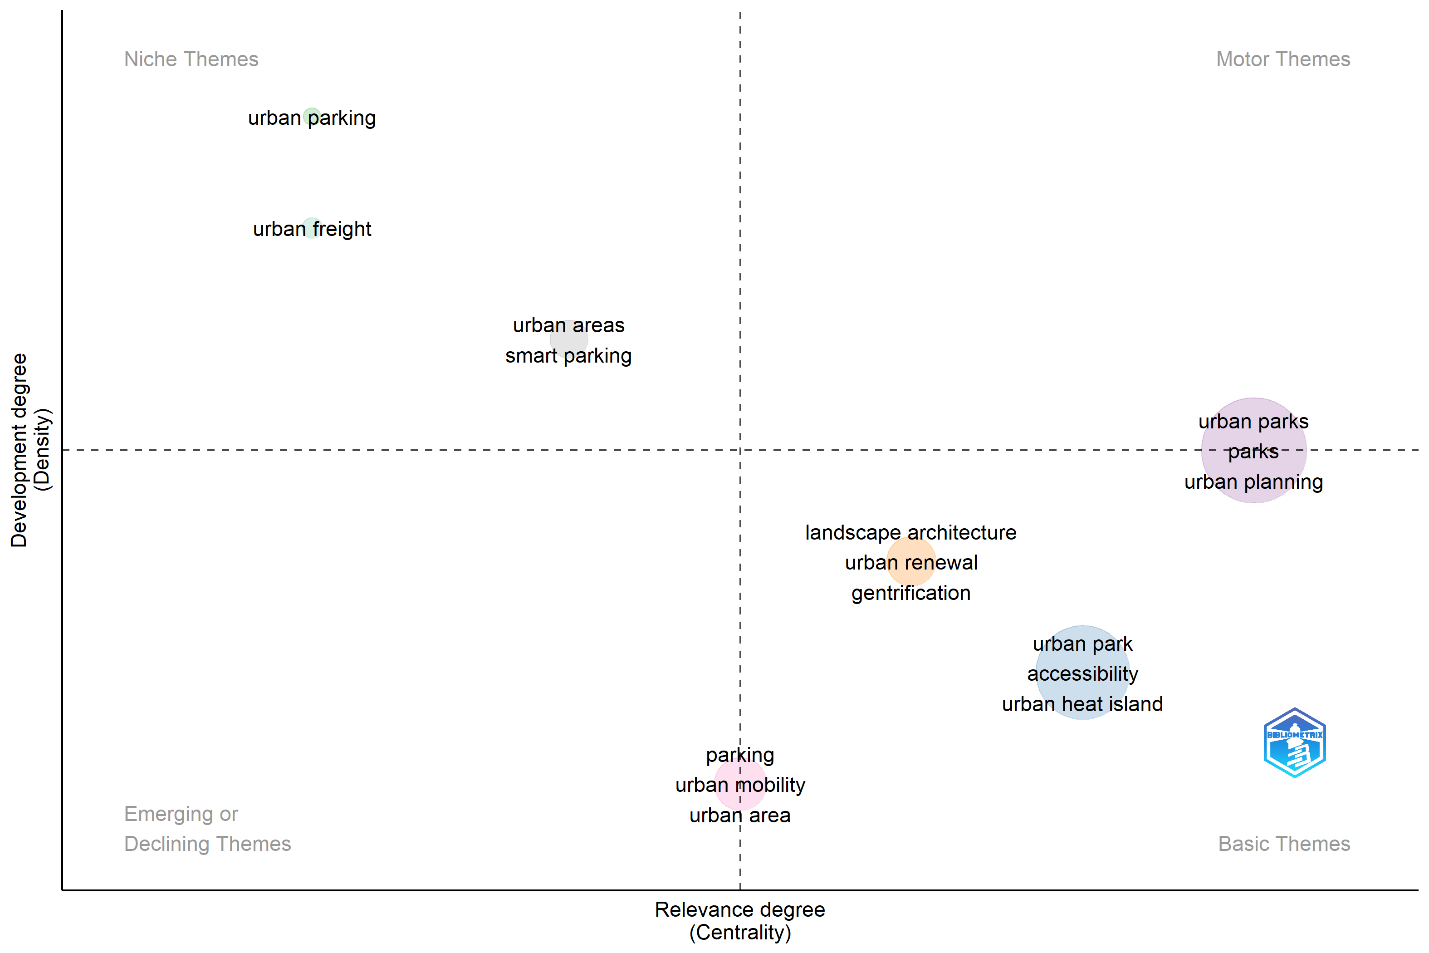 Niche Themes
Motor Themes
urban parking
urban freight
urban areas
smart parking
urban parks
parks
urban planning
landscape architecture
urban renewal
gentrification
urban park
accessibility
urban heat island
parking
urban mobility
urban area
BIBLIOMETRIX
Emerging or
Declining Themes
Basic Themes
Development degree
(Density)
Relevance degree
(Centrality)